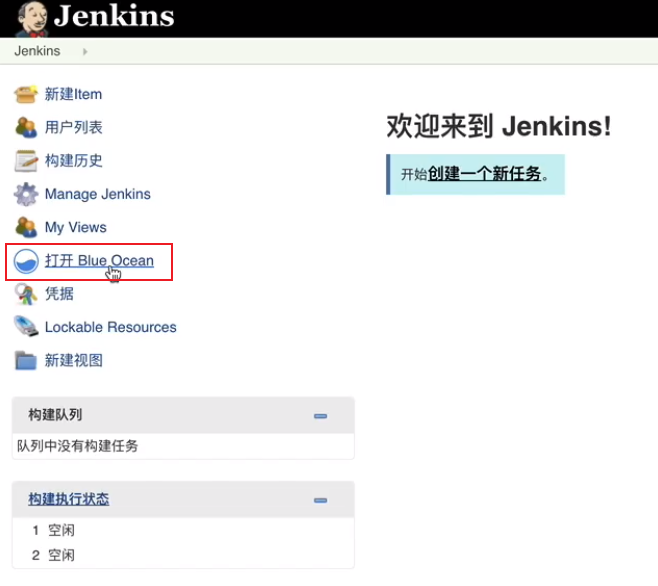 Jenkins
Jenkins
新建Item
用户列表
构建历史
Manage Jenkins
My Views
打开 Blue Ocean
凭据
Lockable Resources
新建视图
欢迎来到 Jenkins!
开始创建一个新任务。
构建队列
队列中没有构建任务
构建执行状态
1 空闲
2 空闲